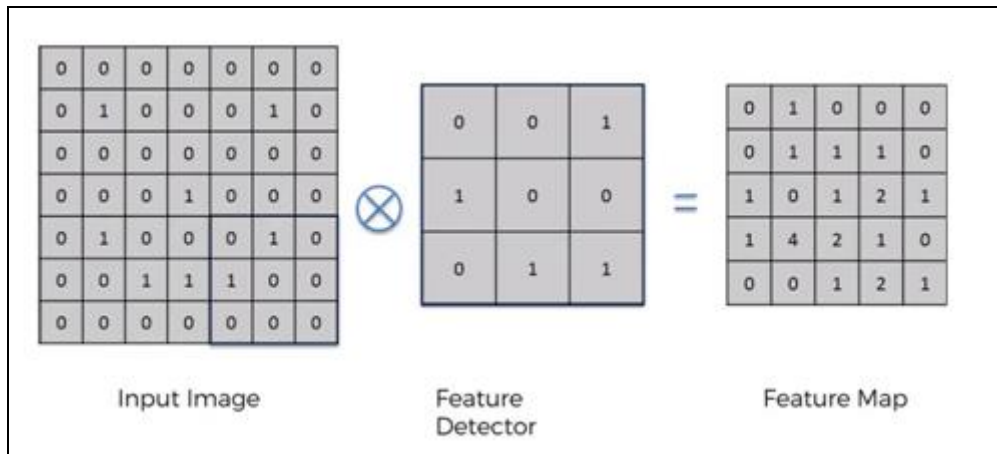 0 0 0 0 0 0 0
0 1 0 0 0 1 0
0 0 0 0 0 0 0
0 0 0 1 0 0 0
0 1 0 0 0 1 0
0 0 1 1 1 0 0
0 0 0 0 0 0 0
0 0 1
1 0 0
0 1 1
=
0 1 0 0 0
0 1 1 1 0
1 0 1 2 1
1 4 2 1 0
0 0 1 2 1
Input Image
Feature
Detector
Feature Map